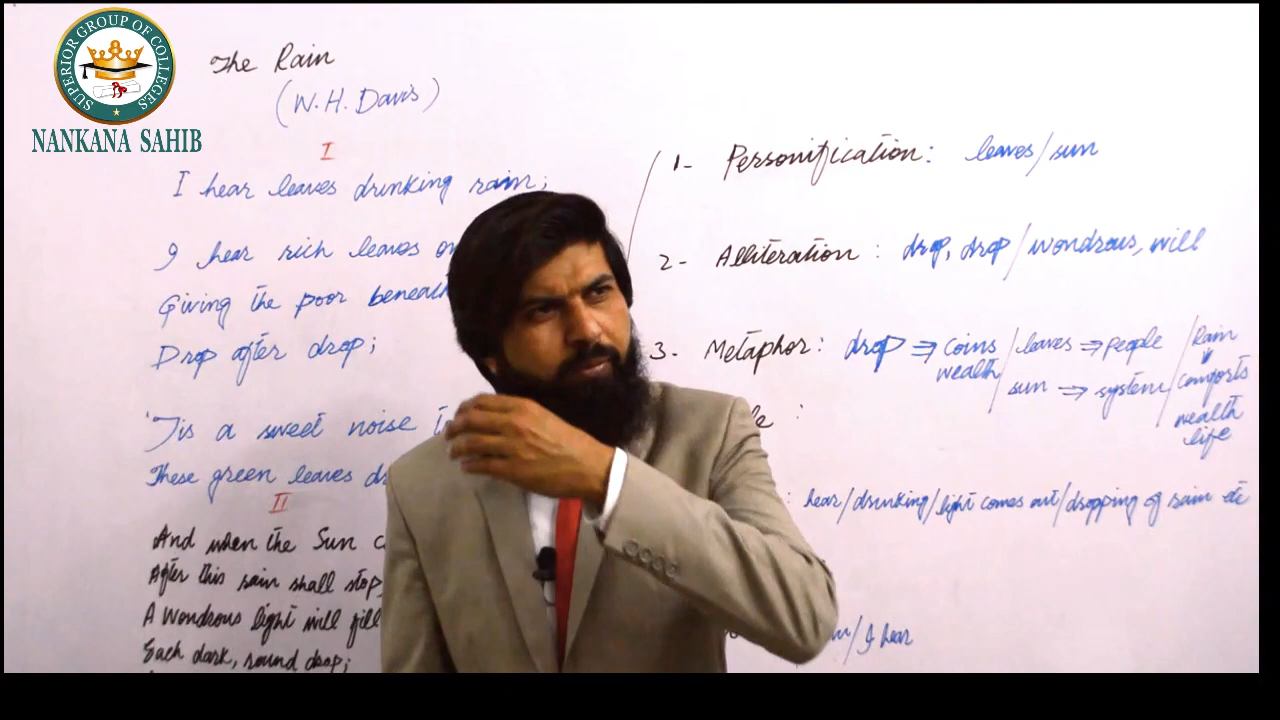 SUPERIOR GROUP OF COLLEGES
NANKANA SAHIB
The Rain
(W.H. Davis)
I
I hear leaves drinking rain;
I hear rich leaves on
Giving the poor beneath
Drop after drop;
'Tis a sweet noise
These green leaves
II
And when the Sun
After this rain shall stop,
A Wondrous light will fill
Each dark, round drop;
1- Personification: leaves/sun
2- Alliteration: drop, drop/wondrous, will
3- Metaphor: drop ⇒ coins wealth/leaves ⇒ people/Rain
sun ⇒ system/comforts
wealth
life
:
: hear/drinking/light comes out/dropping of rain etc
/I hear